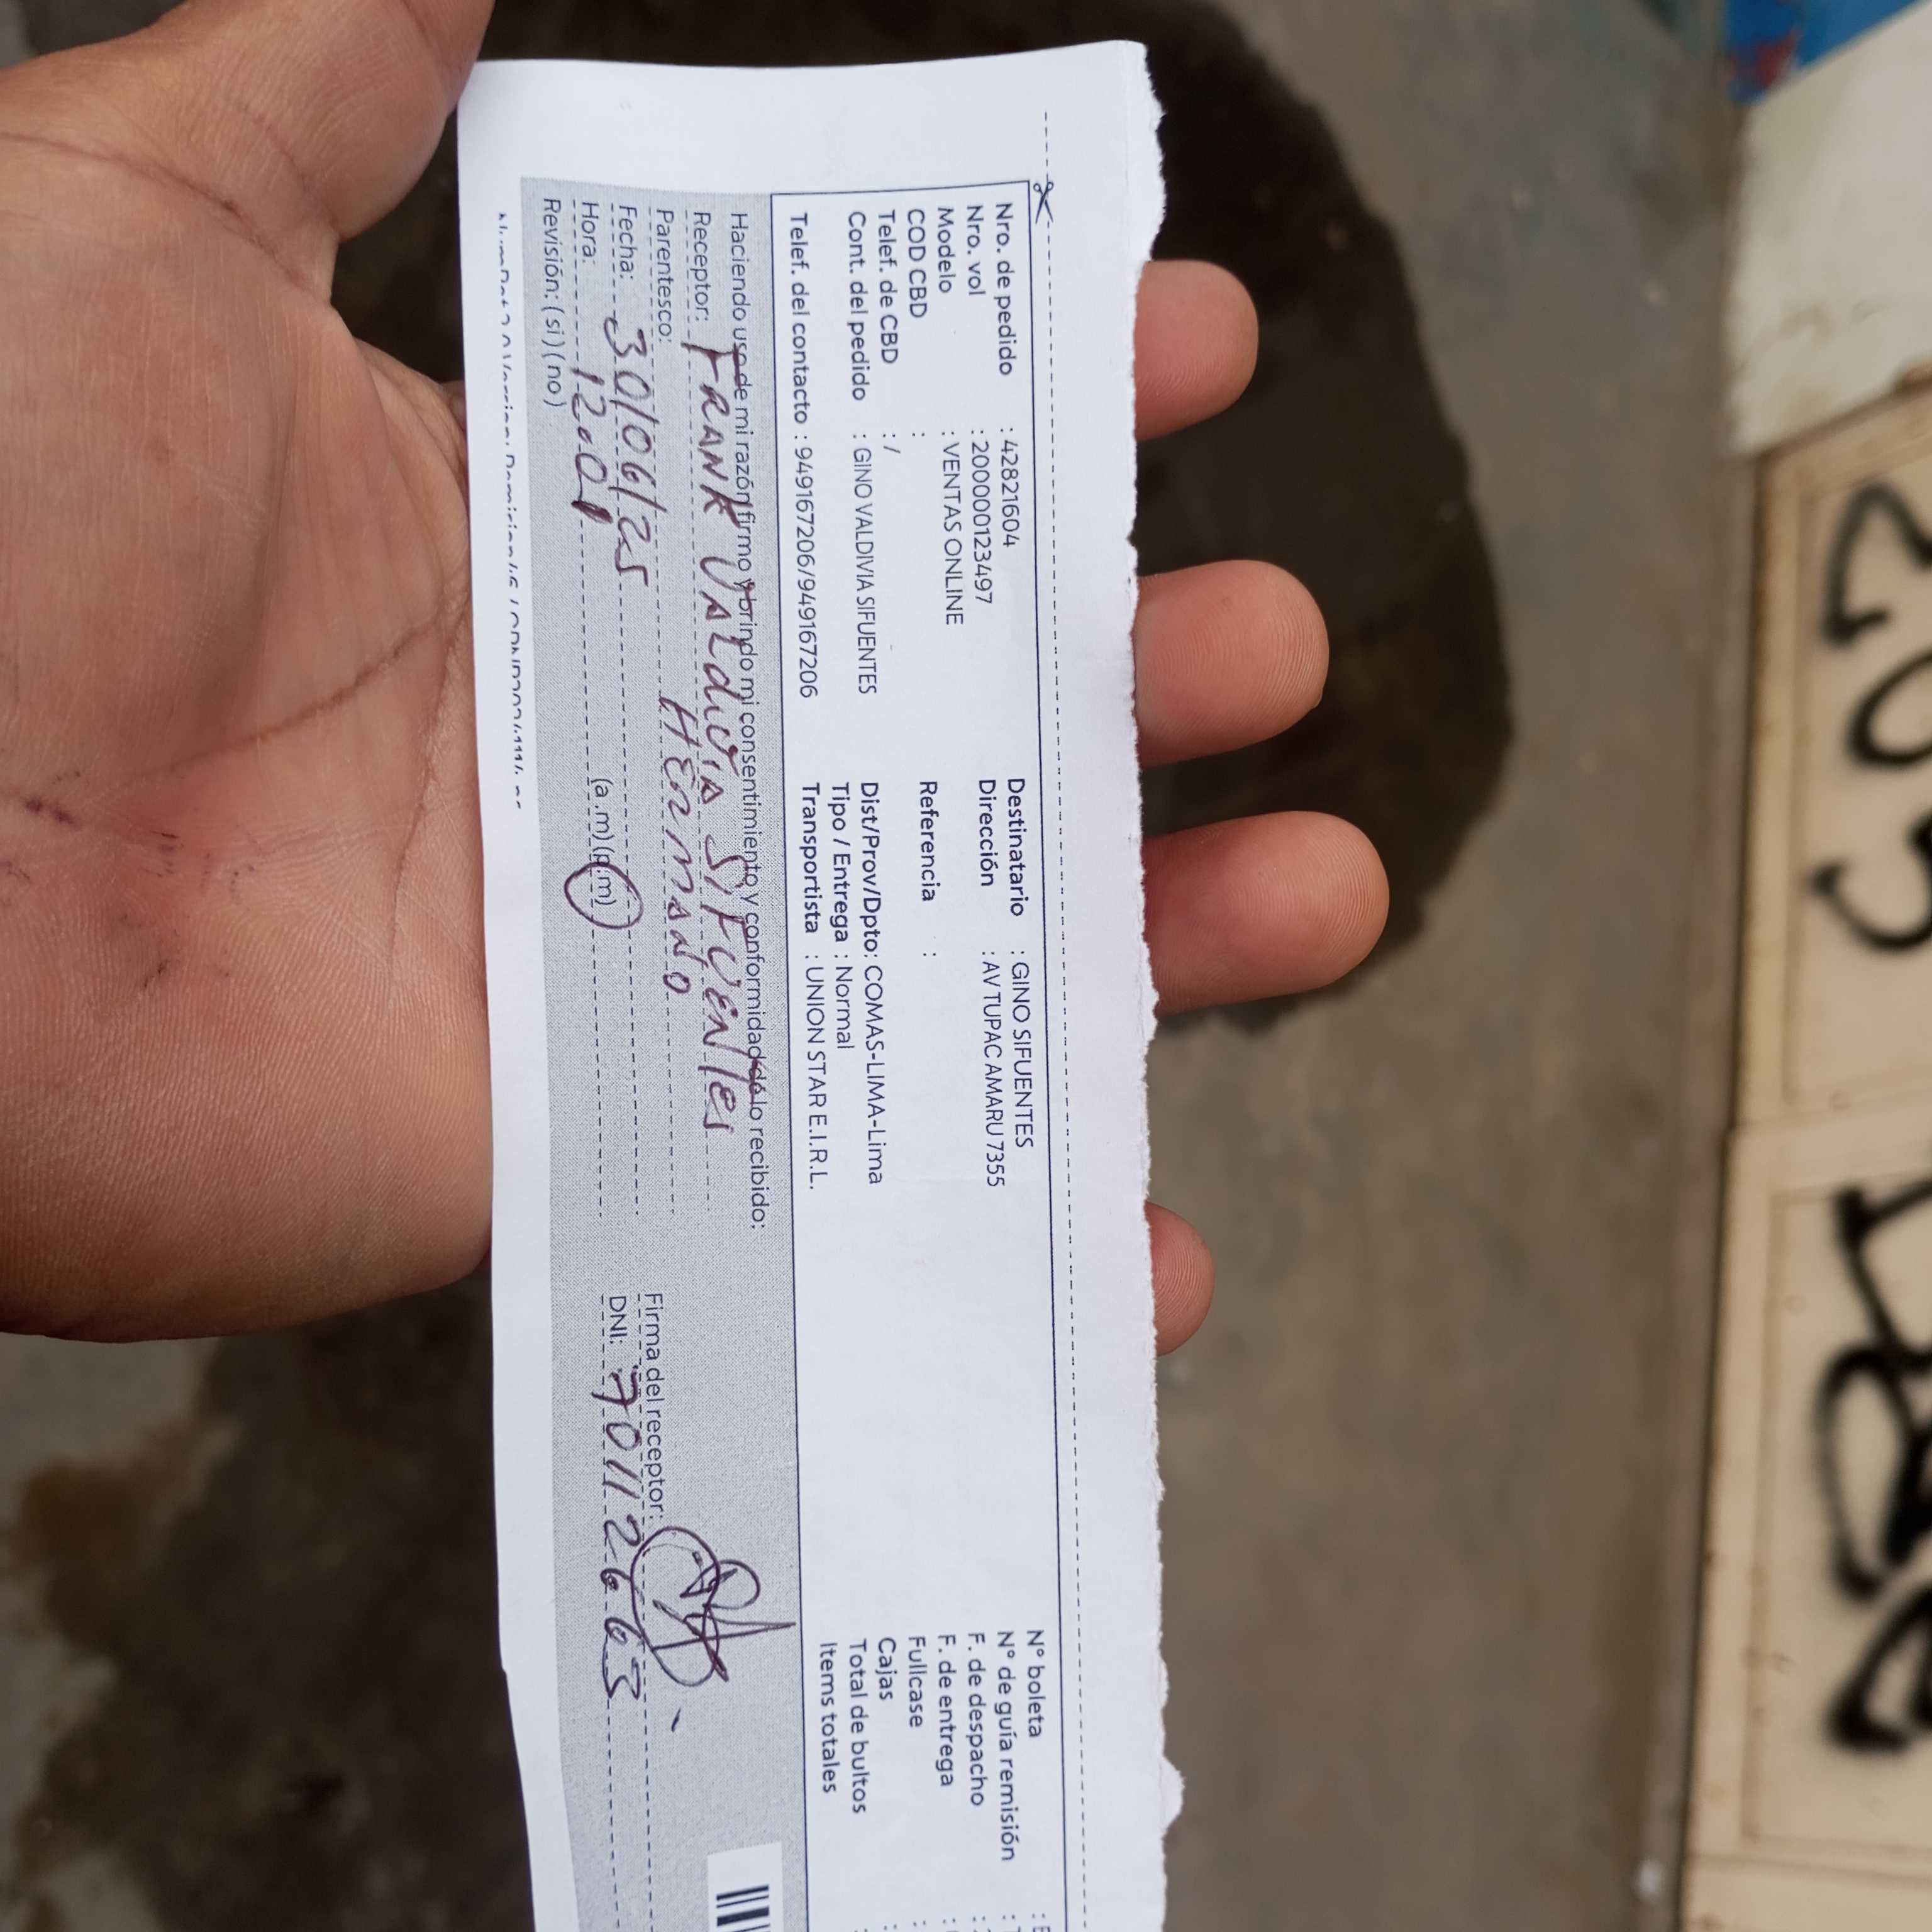 Nro. de pedido : 42821604
Nro. vol : 2000000123497
Modelo : VENTAS ONLINE
COD CBD :
Telef. de CBD : /
Cont. del pedido : GINO VALDIVIA SIFUENTES
Telef. del contacto : 949167206/949167206
Destinatario : GINO SIFUENTES
Dirección : AV TUPAC AMARU 7355
Referencia :
Dist/Prov/Dpto: COMAS-LIMA-Lima
Tipo / Entrega : Normal
Transportista : UNION STAR E.I.R.L.
N° boleta :
N° de guía remisión :
F. de despacho :
F. de entrega :
Fullcase :
Cajas :
Total de bultos :
Items totales
Haciendo uso de mi razón firmo y brindo mi consentimiento y conformidad de lo recibido:
Receptor: FRANK VALdIVIA SIFUENTES
Parentesco: HERMANO
Fecha: 30/06/25
Hora: 12:01 (a.m)(p.m)
Revisión: (si) (no)
Firma del receptor:
DNI: 70112663